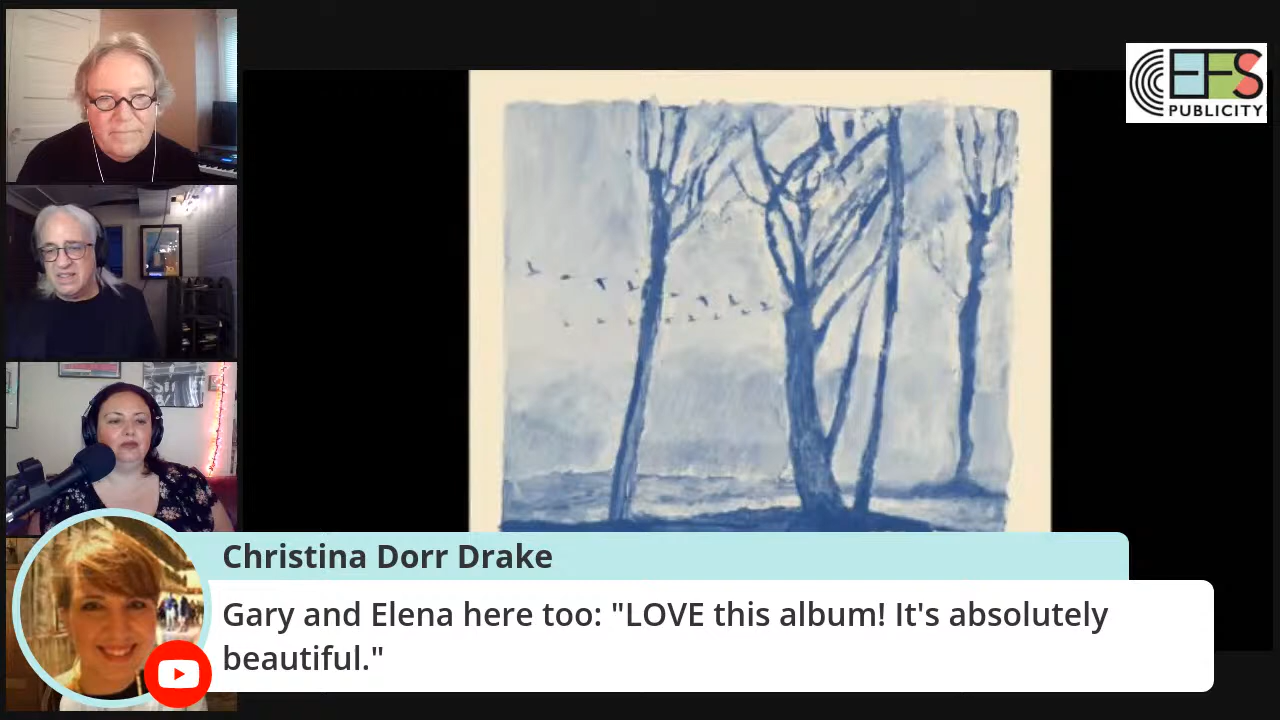 EFS
PUBLICITY
Christina Dorr Drake
Gary and Elena here too: "LOVE this album! It's absolutely
beautiful."